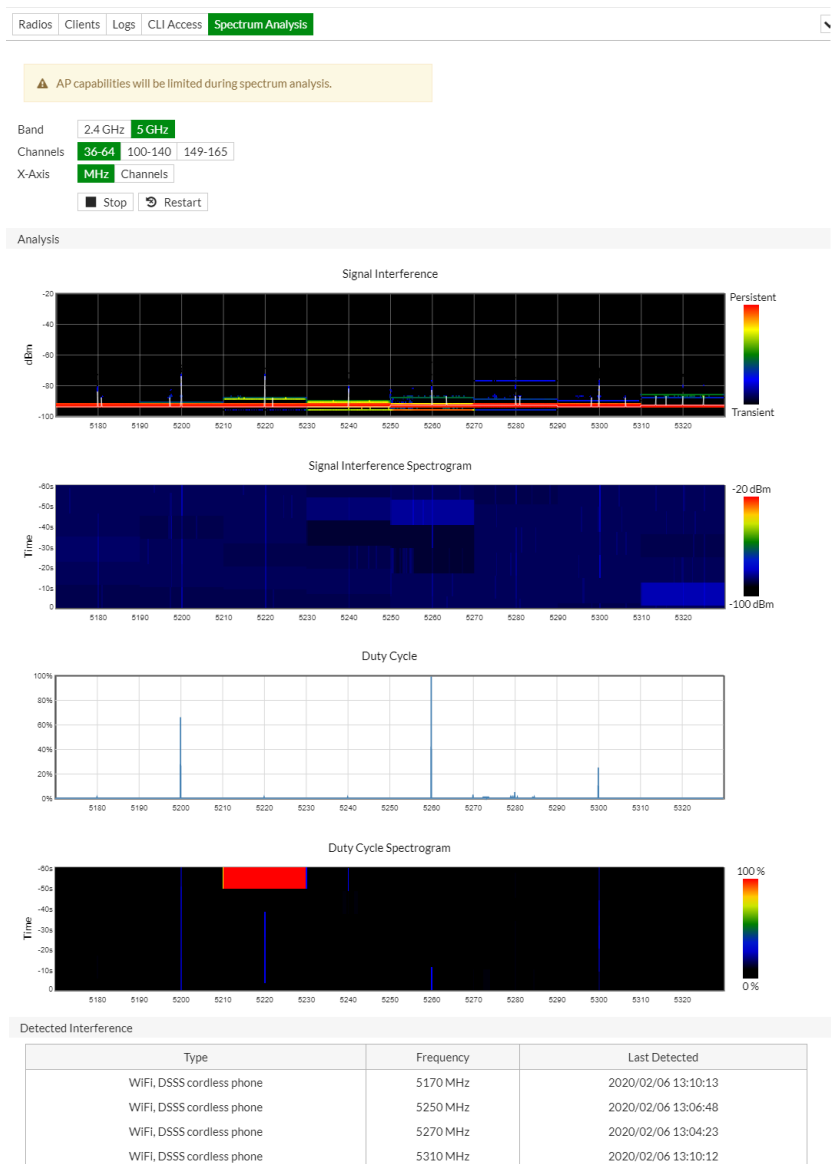 Radios Clients Logs CLI Access Spectrum Analysis
AP capabilities will be limited during spectrum analysis.
Band 2.4 GHz 5 GHz
Channels 36-64 100-140 149-165
X-Axis MHz Channels
Stop Restart
Analysis
Signal Interference
-20
-40
-60
-80
-100
dBm
5180 5190 5200 5210 5220 5230 5240 5250 5260 5270 5280 5290 5300 5310 5320
Persistent
Transient
Signal Interference Spectrogram
-60s
-50s
-40s
-30s
-20s
-10s
0
Time
5180 5190 5200 5210 5220 5230 5240 5250 5260 5270 5280 5290 5300 5310 5320
-20 dBm
-100 dBm
Duty Cycle
100%
80%
60%
40%
20%
0%
5180 5190 5200 5210 5220 5230 5240 5250 5260 5270 5280 5290 5300 5310 5320
Duty Cycle Spectrogram
-60s
-50s
-40s
-30s
-20s
-10s
0
Time
5180 5190 5200 5210 5220 5230 5240 5250 5260 5270 5280 5290 5300 5310 5320
100 %
0 %
Detected Interference
Type Frequency Last Detected
WiFi, DSSS cordless phone 5170 MHz 2020/02/06 13:10:13
WiFi, DSSS cordless phone 5250 MHz 2020/02/06 13:06:48
WiFi, DSSS cordless phone 5270 MHz 2020/02/06 13:04:23
WiFi, DSSS cordless phone 5310 MHz 2020/02/06 13:10:12